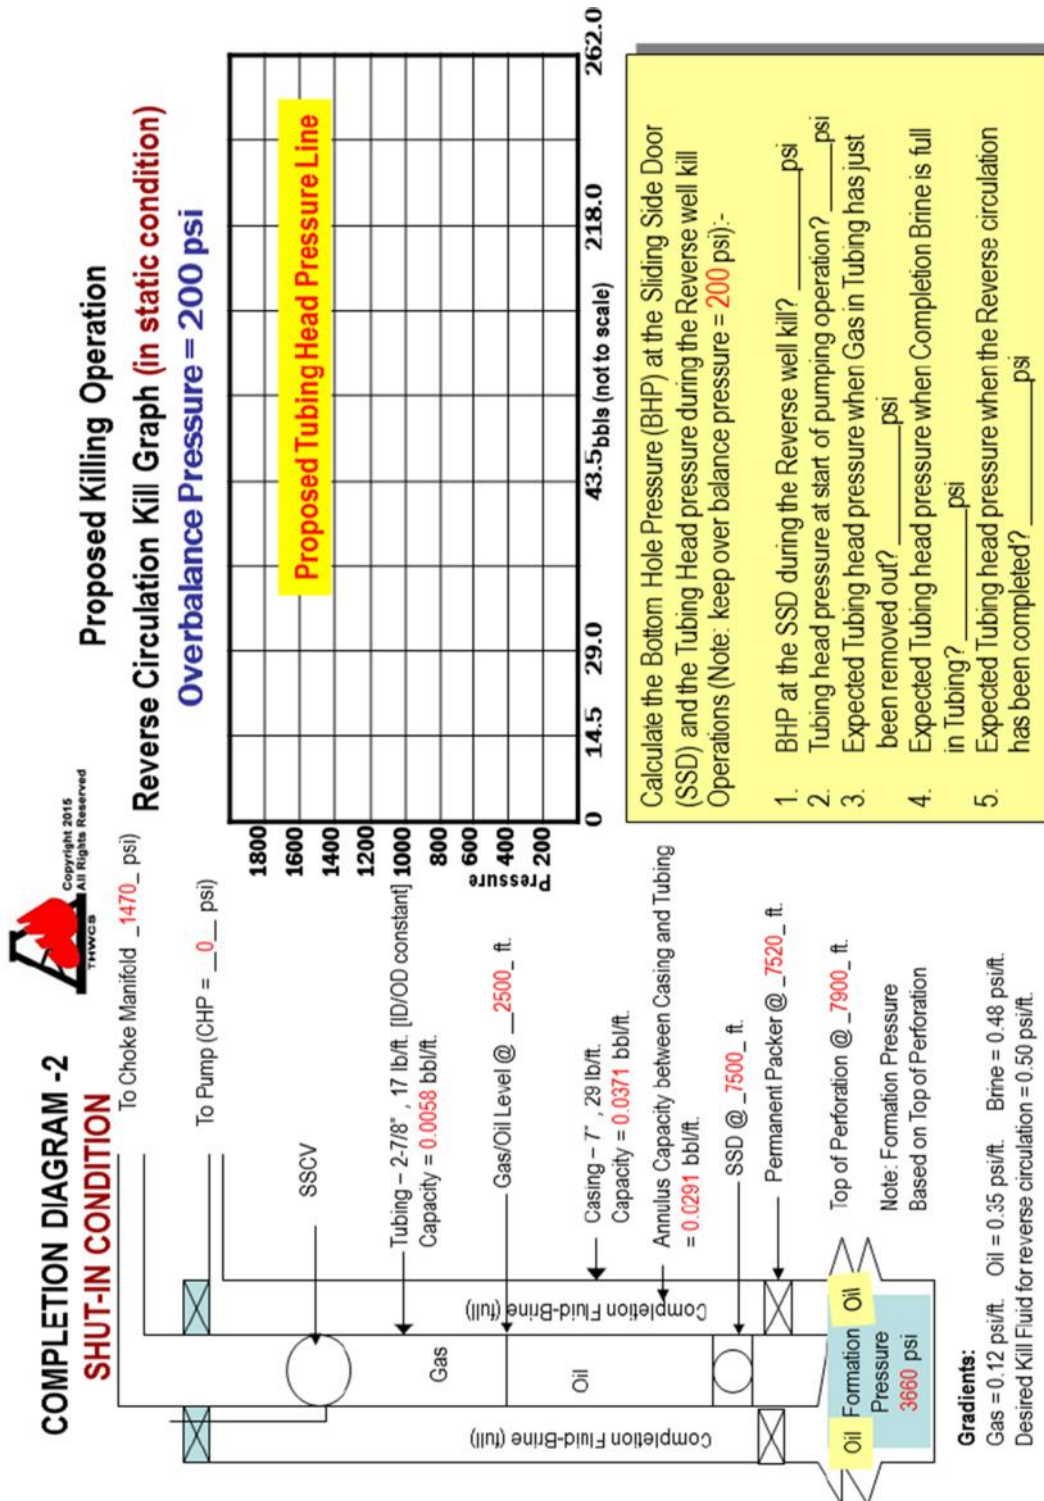 COMPLETION DIAGRAM -2
SHUT-IN CONDITION
THWCS
Copyright 2015
All Rights Reserved
To Choke Manifold _1470_ psi)
To Pump (CHP = __0__ psi)
SSCV
Tubing – 2-7/8", 17 lb/ft. [ID/OD constant]
Capacity = 0.0058 bbl/ft.
Gas/Oil Level @ __2500_ ft.
Casing – 7", 29 lb/ft.
Capacity = 0.0371 bbl/ft.
Annulus Capacity between Casing and Tubing
= 0.0291 bbl/ft.
SSD @ _7500_ ft.
Permanent Packer @ _7520_ ft.
Top of Perforation @ _7900_ ft.
Note: Formation Pressure
Based on Top of Perforation
Completion Fluid-Brine (full)
Gas
Oil
Completion Fluid-Brine (full)
Oil
Formation
Pressure
3660 psi
Oil
Gradients:
Gas = 0.12 psi/ft. Oil = 0.35 psi/ft. Brine = 0.48 psi/ft.
Desired Kill Fluid for reverse circulation = 0.50 psi/ft.
Proposed Killing Operation
Reverse Circulation Kill Graph (in static condition)
Overbalance Pressure = 200 psi
Proposed Tubing Head Pressure Line
Pressure
1800
1600
1400
1200
1000
800
600
400
200
0 14.5 29.0 43.5 bbls (not to scale) 218.0 262.0
Calculate the Bottom Hole Pressure (BHP) at the Sliding Side Door
(SSD) and the Tubing Head pressure during the Reverse well kill
Operations (Note: keep over balance pressure = 200 psi):-
1. BHP at the SSD during the Reverse well kill? ________psi
2. Tubing head pressure at start of pumping operation? ____psi
3. Expected Tubing head pressure when Gas in Tubing has just
been removed out? ________psi
4. Expected Tubing head pressure when Completion Brine is full
in Tubing? ________psi
5. Expected Tubing head pressure when the Reverse circulation
has been completed? __________psi